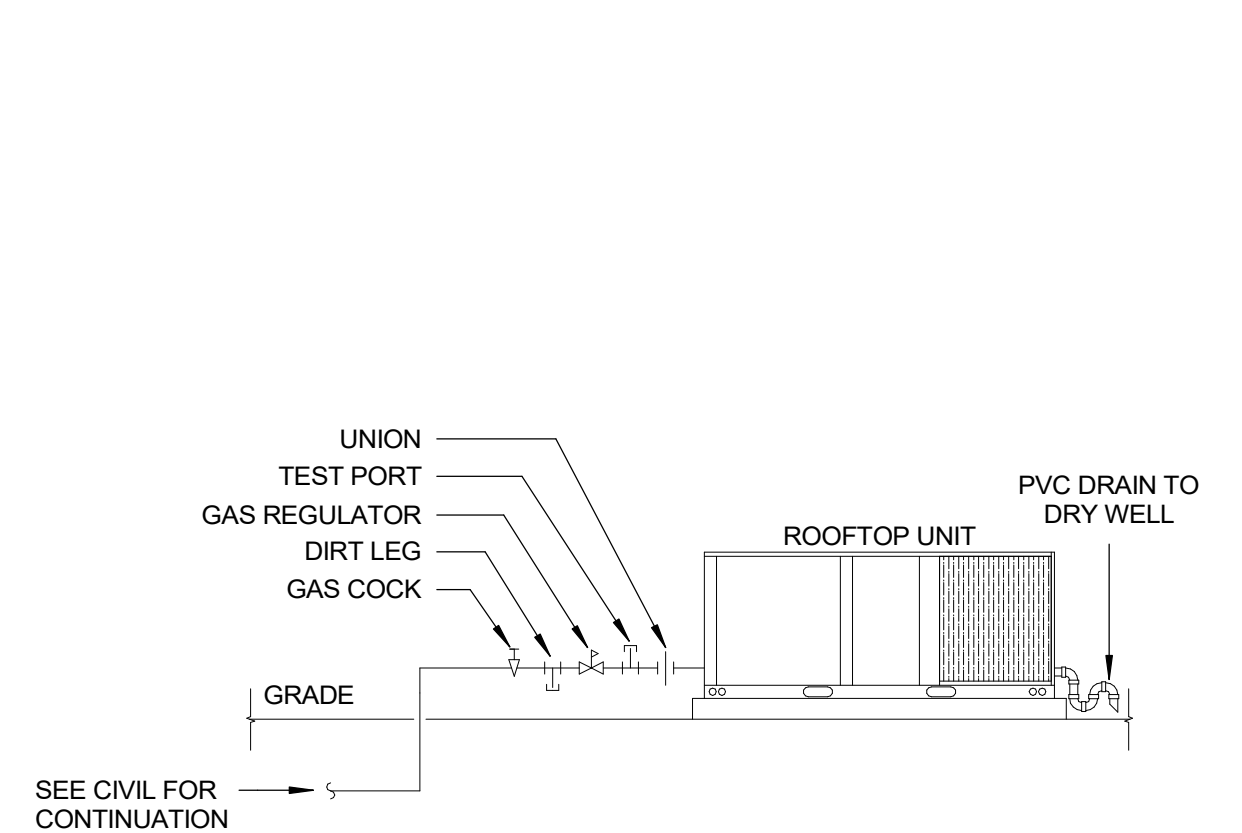 UNION
TEST PORT
GAS REGULATOR
DIRT LEG
GAS COCK
ROOFTOP UNIT
PVC DRAIN TO
DRY WELL
GRADE
SEE CIVIL FOR
CONTINUATION